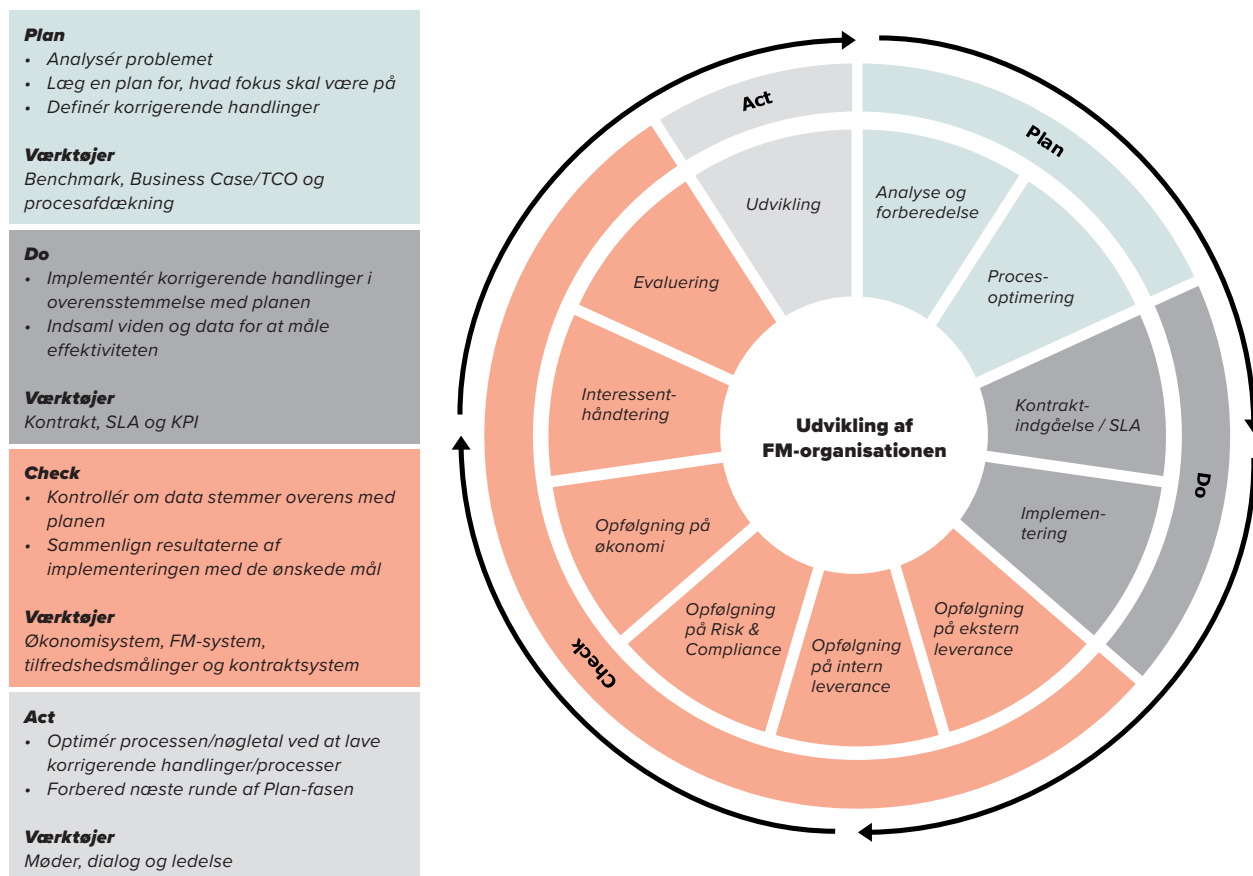 Plan
• Analysér problemet
• Læg en plan for, hvad fokus skal være på
• Definér korrigerende handlinger
Værktøjer
Benchmark, Business Case/TCO og
procesafdækning
Do
• Implementér korrigerende handlinger i
overensstemmelse med planen
• Indsaml viden og data for at måle
effektiviteten
Værktøjer
Kontrakt, SLA og KPI
Check
• Kontrollér om data stemmer overens med
planen
• Sammenlign resultaterne af
implementeringen med de ønskede mål
Værktøjer
Økonomisystem, FM-system,
tilfredshedsmålinger og kontraktsystem
Act
• Optimér processen/nøgletal ved at lave
korrigerende handlinger/processer
• Forbered næste runde af Plan-fasen
Værktøjer
Møder, dialog og ledelse
Plan
Analyse og
forberedelse
Proces-
optimering
Do
Kontrakt-
indgåelse / SLA
Implemen-
tering
Check
Opfølgning
på ekstern
leverance
Opfølgning
på intern
leverance
Opfølgning
på Risk &
Compliance
Opfølgning på
økonomi
Interessent-
håndtering
Evaluering
Act
Udvikling
Udvikling af
FM-organisationen